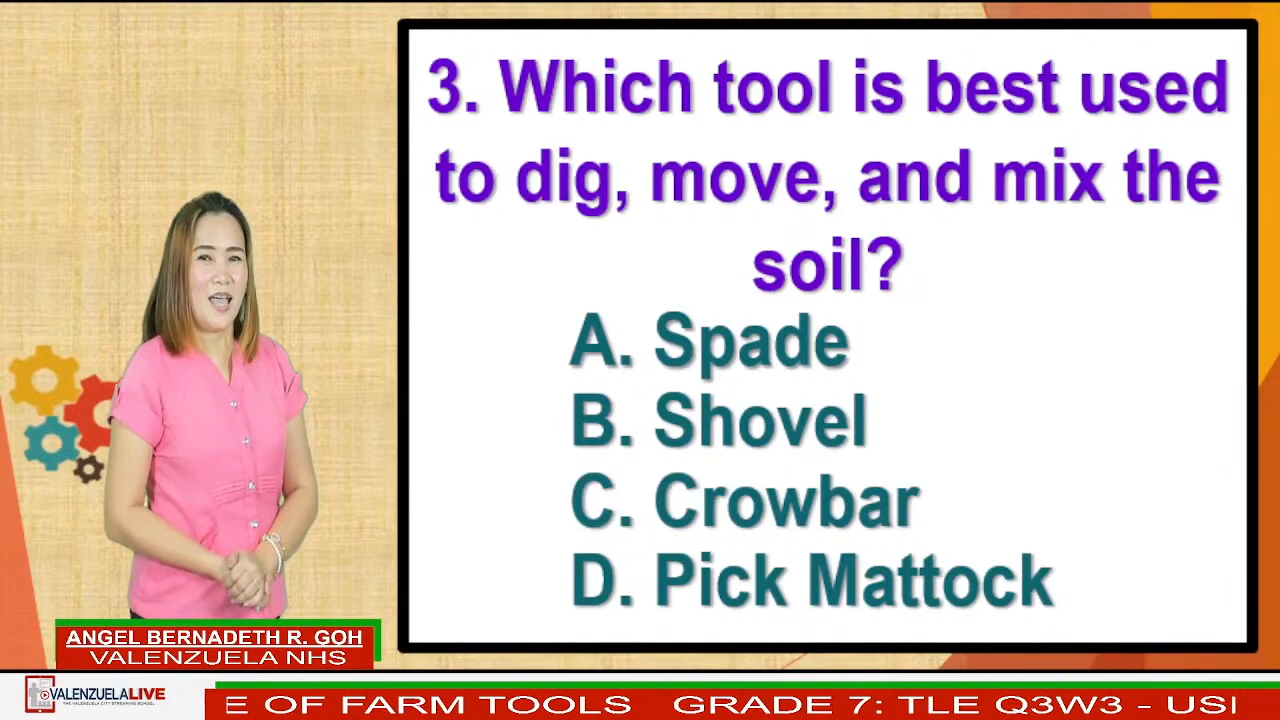 3. Which tool is best used
to dig, move, and mix the
soil?
A. Spade
B. Shovel
C. Crowbar
D. Pick Mattock
ANGEL BERNADETH R. GOH
VALENZUELA NHS
VALENZUELALIVE
THE VALENZUELA CITY STREAMING SCHOOL
E OF FARM TOOLS GRADE 7: TLE Q3W3 - USI